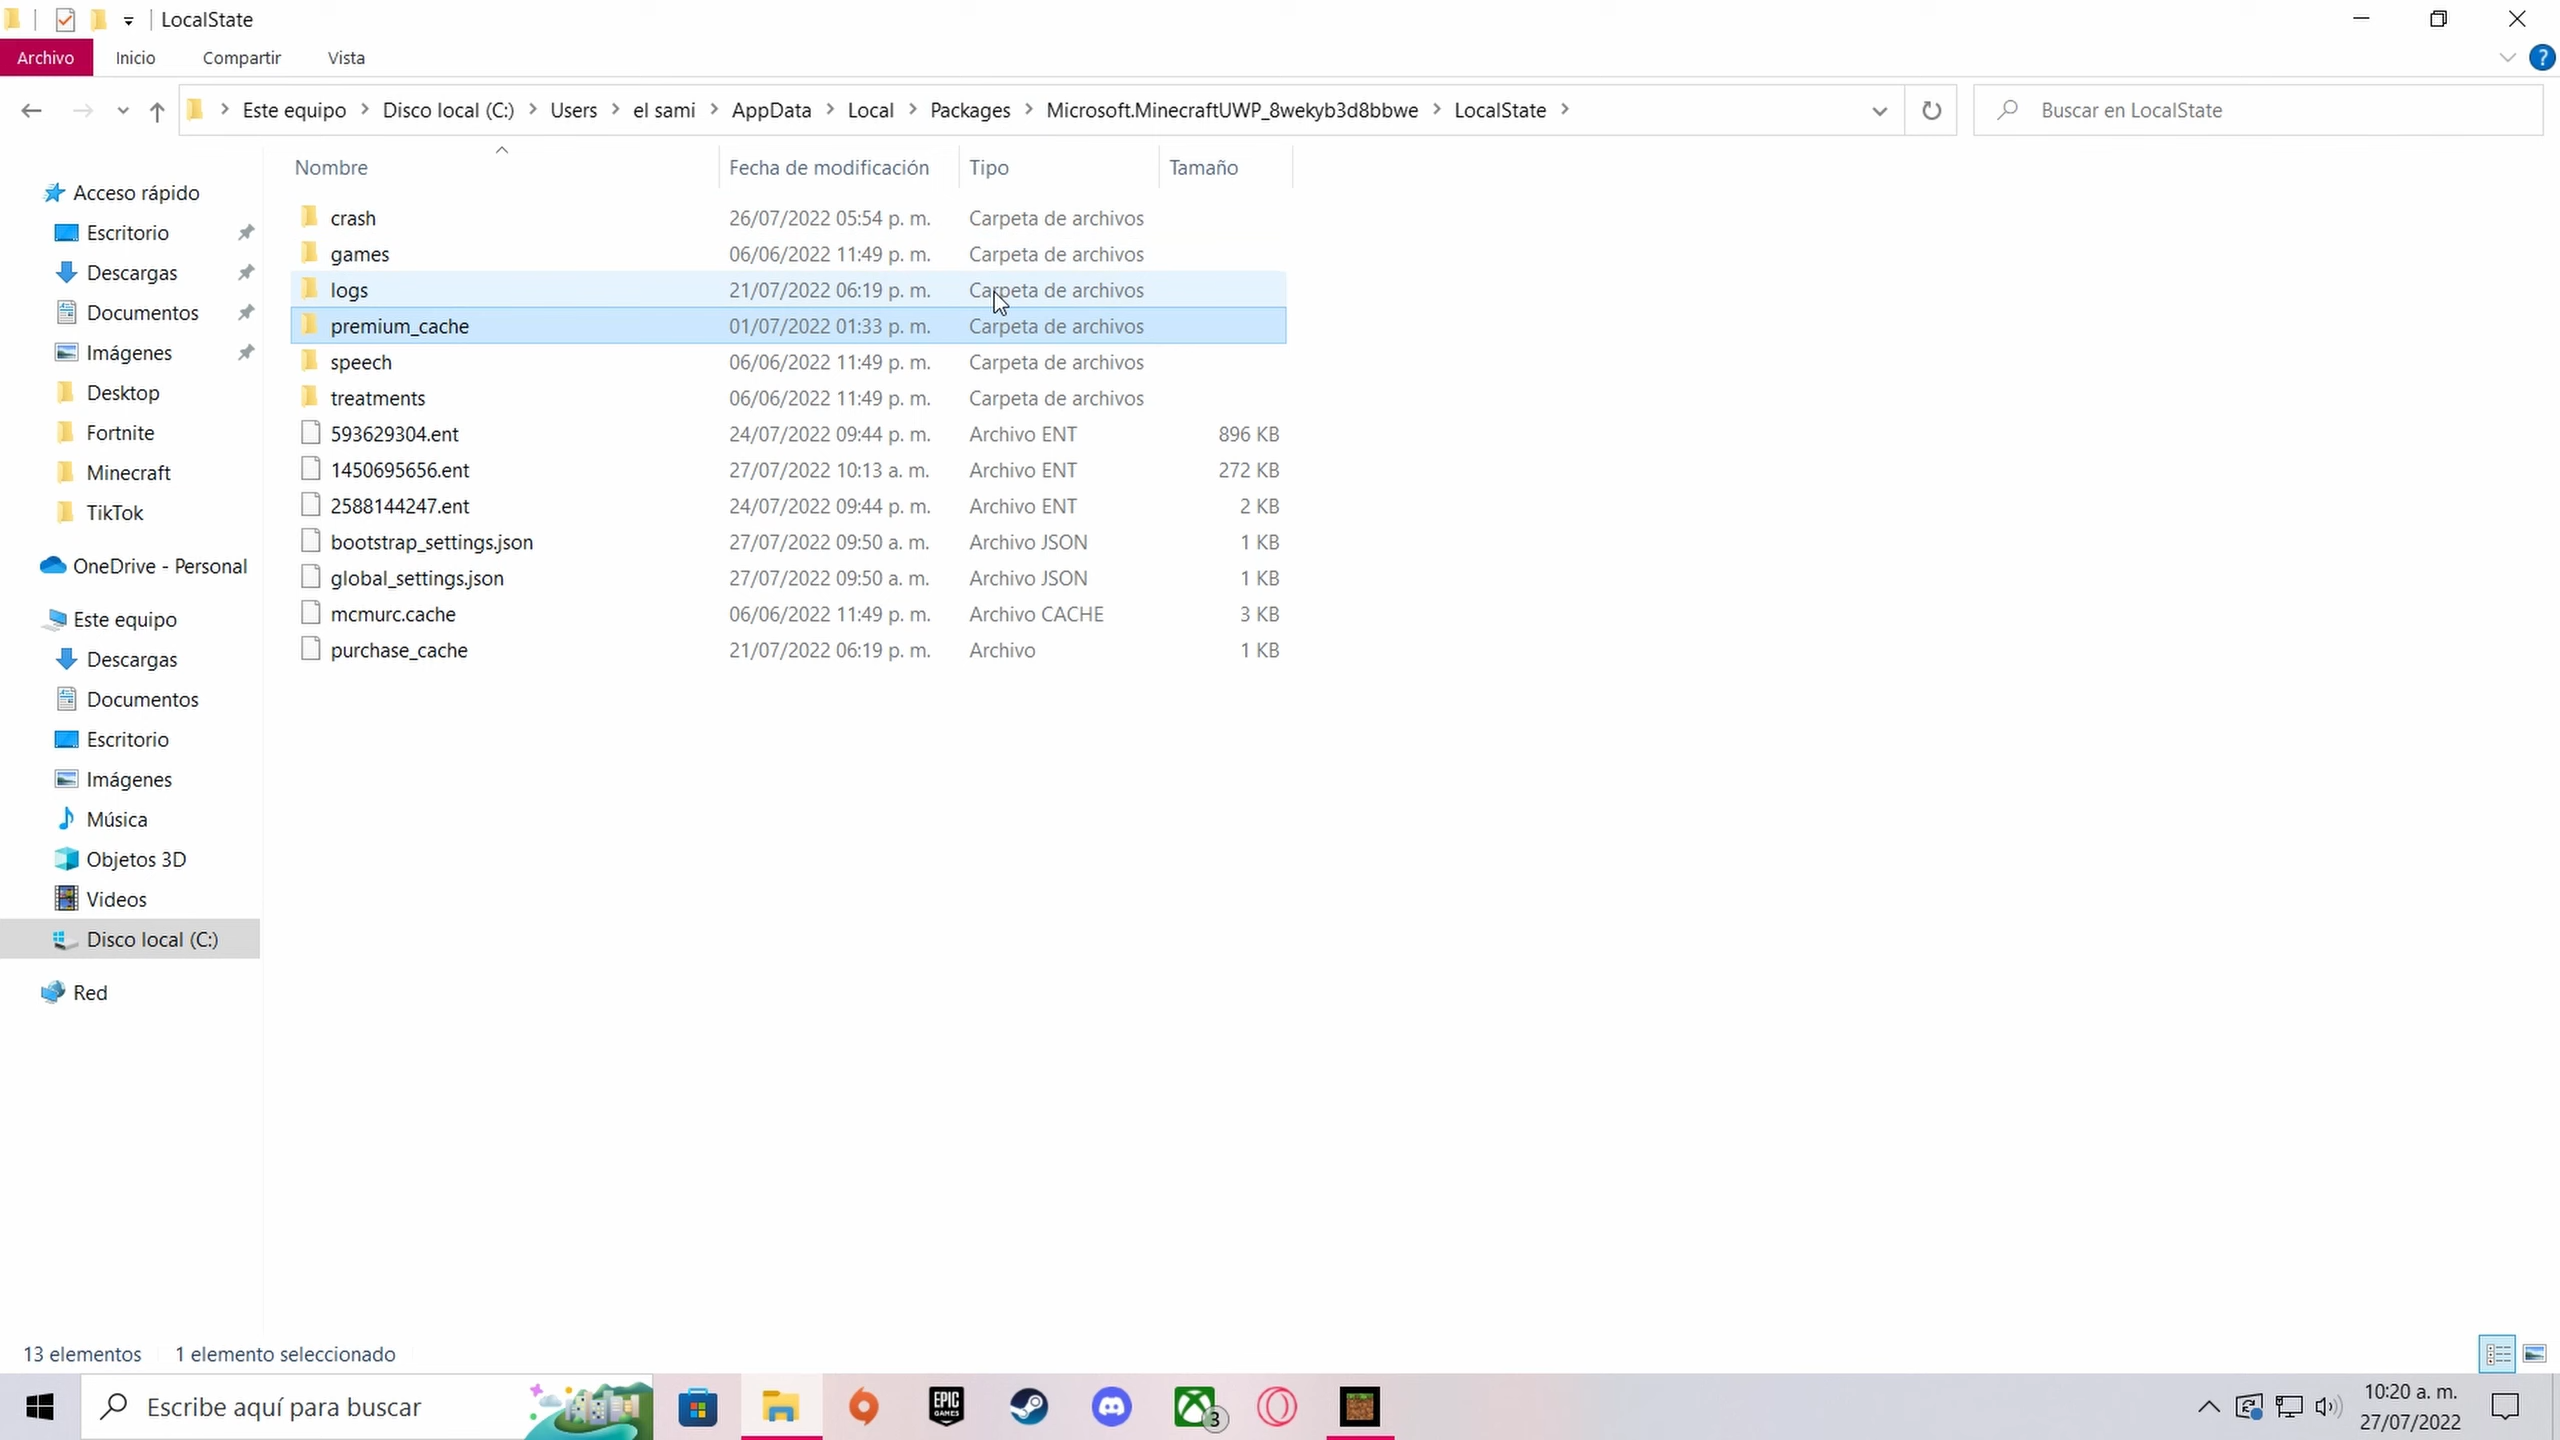 LocalState
Archivo Inicio Compartir Vista
Este equipo Disco local (C:) Users el sami AppData Local Packages Microsoft.MinecraftUWP_8wekyb3d8bbwe LocalState
Buscar en LocalState
Nombre Fecha de modificación Tipo Tamaño
Acceso rápido
Escritorio
Descargas
Documentos
Imágenes
Desktop
Fortnite
Minecraft
TikTok
OneDrive - Personal
Este equipo
Descargas
Documentos
Escritorio
Imágenes
Música
Objetos 3D
Videos
Disco local (C:)
Red
crash 26/07/2022 05:54 p. m. Carpeta de archivos
games 06/06/2022 11:49 p. m. Carpeta de archivos
logs 21/07/2022 06:19 p. m. Carpeta de archivos
premium_cache 01/07/2022 01:33 p. m. Carpeta de archivos
speech 06/06/2022 11:49 p. m. Carpeta de archivos
treatments 06/06/2022 11:49 p. m. Carpeta de archivos
593629304.ent 24/07/2022 09:44 p. m. Archivo ENT 896 KB
1450695656.ent 27/07/2022 10:13 a. m. Archivo ENT 272 KB
2588144247.ent 24/07/2022 09:44 p. m. Archivo ENT 2 KB
bootstrap_settings.json 27/07/2022 09:50 a. m. Archivo JSON 1 KB
global_settings.json 27/07/2022 09:50 a. m. Archivo JSON 1 KB
mcmurc.cache 06/06/2022 11:49 p. m. Archivo CACHE 3 KB
purchase_cache 21/07/2022 06:19 p. m. Archivo 1 KB
13 elementos 1 elemento seleccionado
Escribe aquí para buscar
EPIC GAMES
3
10:20 a. m.
27/07/2022